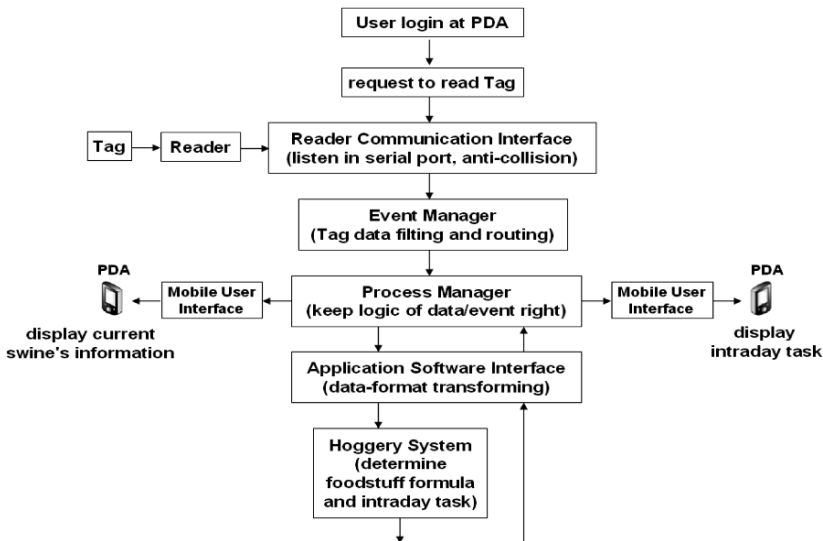 User login at PDA
request to read Tag
Tag
Reader
Reader Communication Interface
(listen in serial port, anti-collision)
Event Manager
(Tag data filting and routing)
PDA
display current
swine's information
Mobile User
Interface
Process Manager
(keep logic of data/event right)
Mobile User
Interface
PDA
display
intraday task
Application Software Interface
(data-format transforming)
Hoggery System
(determine
foodstuff formula
and intraday task)